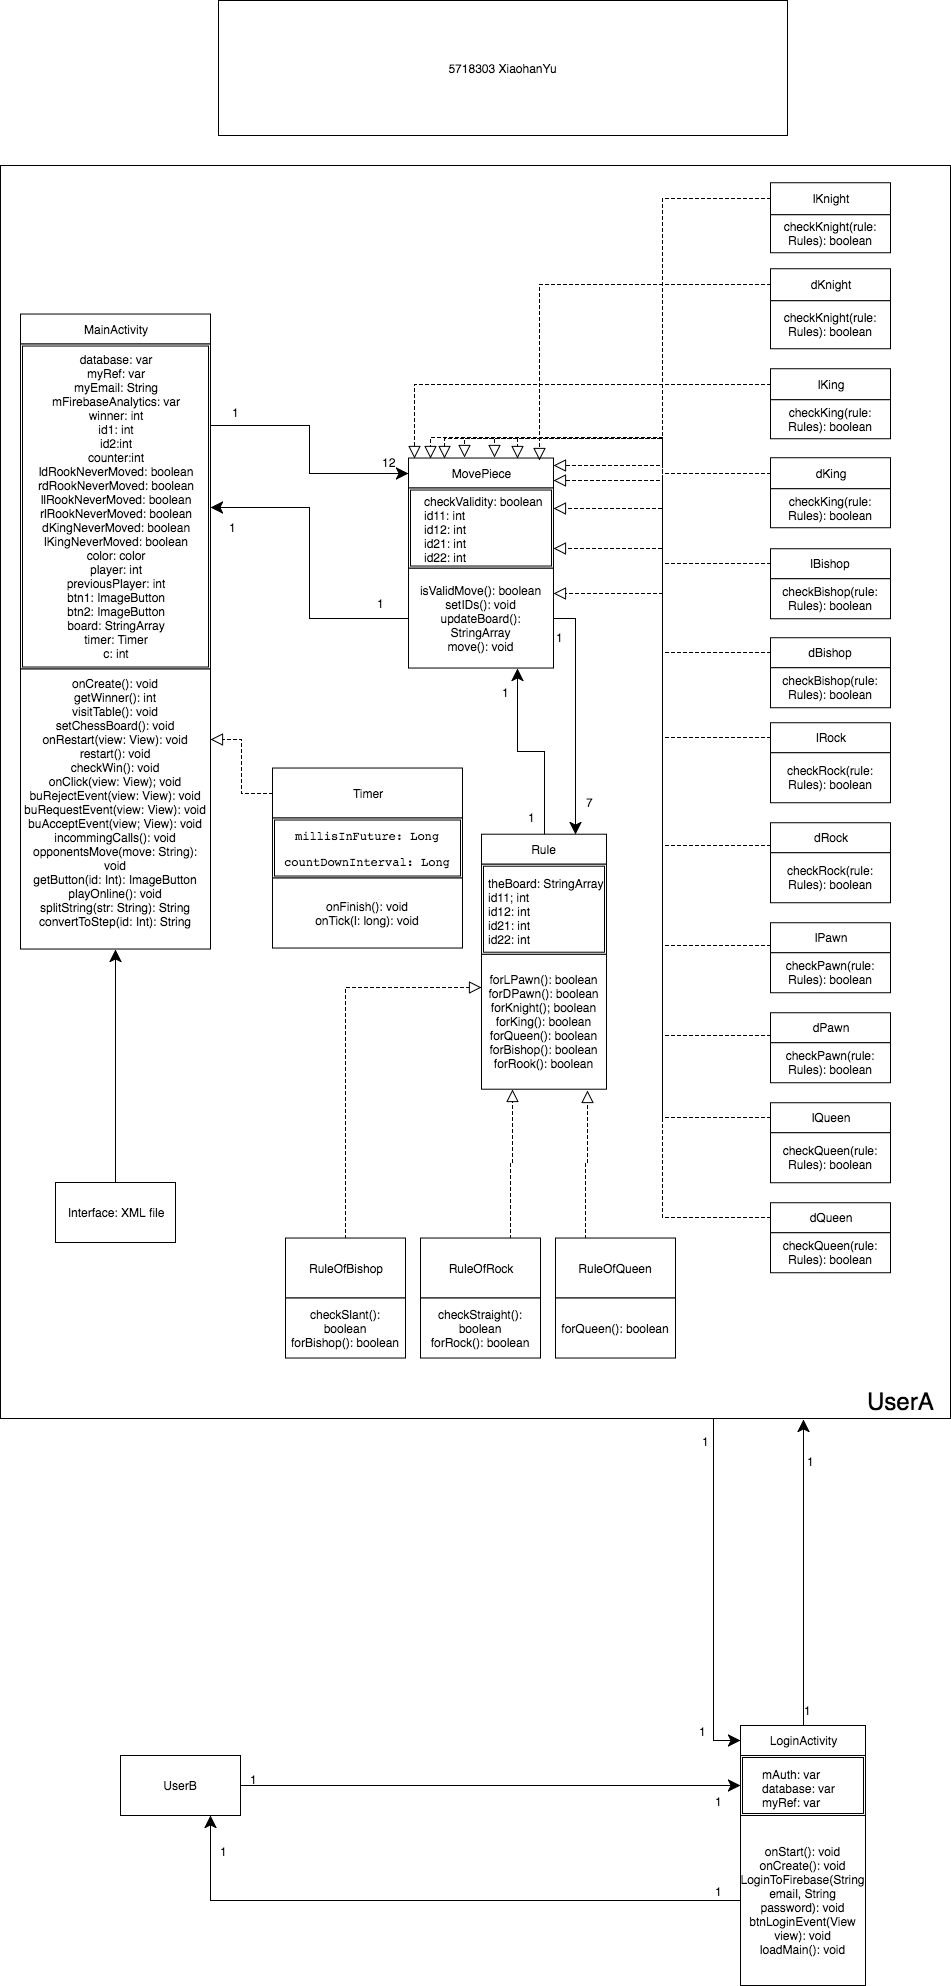 5718303 XiaohanYu
MainActivity
database: var
myRef: var
myEmail: String
mFirebaseAnalytics: var
winner: int
id1: int
id2:int
counter:int
ldRookNeverMoved: boolean
rdRookNeverMoved: boolean
llRookNeverMoved: boolean
rlRookNeverMoved: boolean
dKingNeverMoved: boolean
lKingNeverMoved: boolean
color: color
player: int
previousPlayer: int
btn1: ImageButton
btn2: ImageButton
board: StringArray
timer: Timer
c: int
onCreate(): void
getWinner(): int
visitTable(): void
setChessBoard(): void
onRestart(view: View): void
restart(): void
checkWin(): void
onClick(view: View); void
buRejectEvent(view: View): void
buRequestEvent(view: View): void
buAcceptEvent(view; View): void
incommingCalls(): void
opponentsMove(move: String):
void
getButton(id: Int): ImageButton
playOnline(): void
splitString(str: String): String
convertToStep(id: Int): String
1
12
1
1
MovePiece
checkValidity: boolean
id11: int
id12: int
id21: int
id22: int
isValidMove(): boolean
setIDs(): void
updateBoard():
StringArray
move(): void
1
1
1
7
Timer
millisInFuture: Long
countDownInterval: Long
onFinish(): void
onTick(l: long): void
Rule
theBoard: StringArray
id11; int
id12: int
id21: int
id22: int
forLPawn(): boolean
forDPawn(): boolean
forKnight(); boolean
forKing(): boolean
forQueen(): boolean
forBishop(): boolean
forRook(): boolean
Interface: XML file
RuleOfBishop
checkSlant():
boolean
forBishop(): boolean
RuleOfRock
checkStraight():
boolean
forRock(): boolean
RuleOfQueen
forQueen(): boolean
lKnight
checkKnight(rule:
Rules): boolean
dKnight
checkKnight(rule:
Rules): boolean
lKing
checkKing(rule:
Rules): boolean
dKing
checkKing(rule:
Rules): boolean
lBishop
checkBishop(rule:
Rules): boolean
dBishop
checkBishop(rule:
Rules): boolean
lRock
checkRock(rule:
Rules): boolean
dRock
checkRock(rule:
Rules): boolean
lPawn
checkPawn(rule:
Rules): boolean
dPawn
checkPawn(rule:
Rules): boolean
lQueen
checkQueen(rule:
Rules): boolean
dQueen
checkQueen(rule:
Rules): boolean
UserA
1
1
1
1
UserB
1
1
1
1
LoginActivity
mAuth: var
database: var
myRef: var
onStart(): void
onCreate(): void
LoginToFirebase(String
email, String
password): void
btnLoginEvent(View
view): void
loadMain(): void